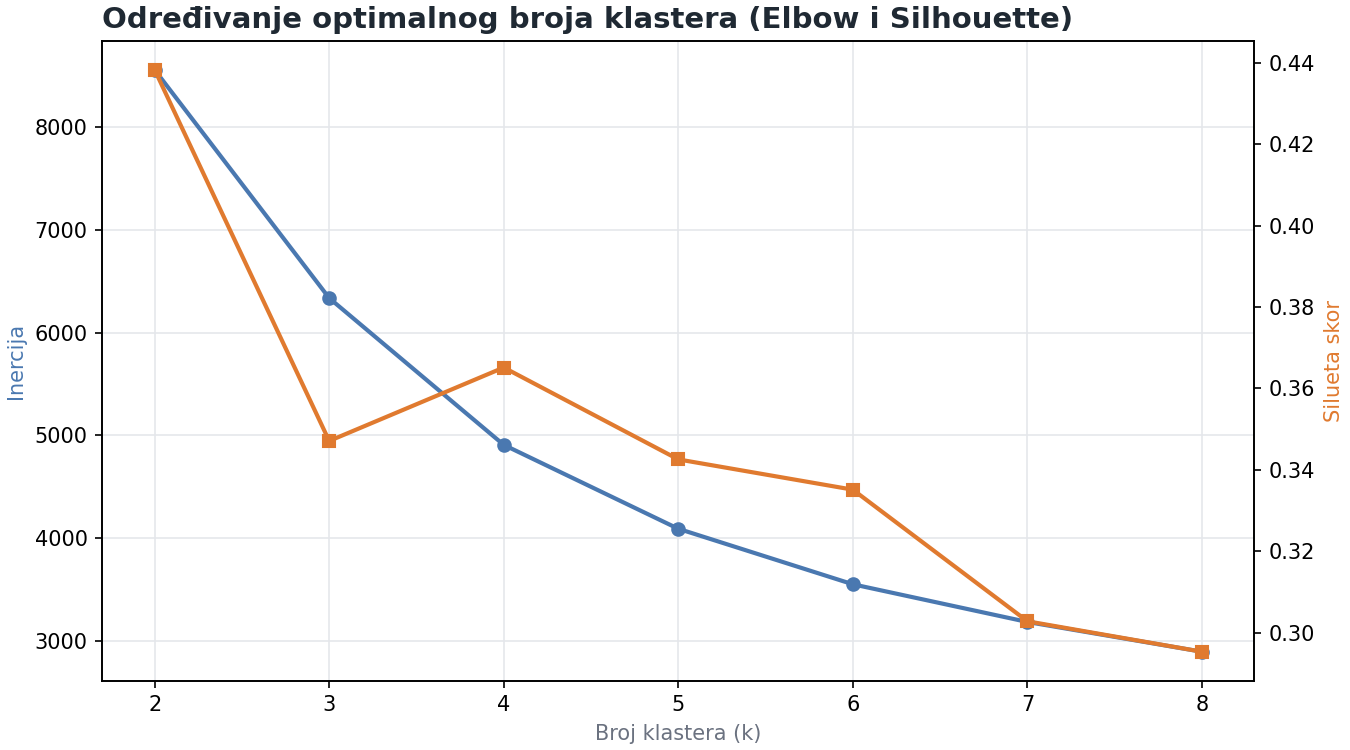 Određivanje optimalnog broja klastera (Elbow i Silhouette)
Inercija
8000
7000
6000
5000
4000
3000
0.44
0.42
0.40
0.38
0.36
0.34
0.32
0.30
Silueta skor
2 3 4 5 6 7 8
Broj klastera (k)